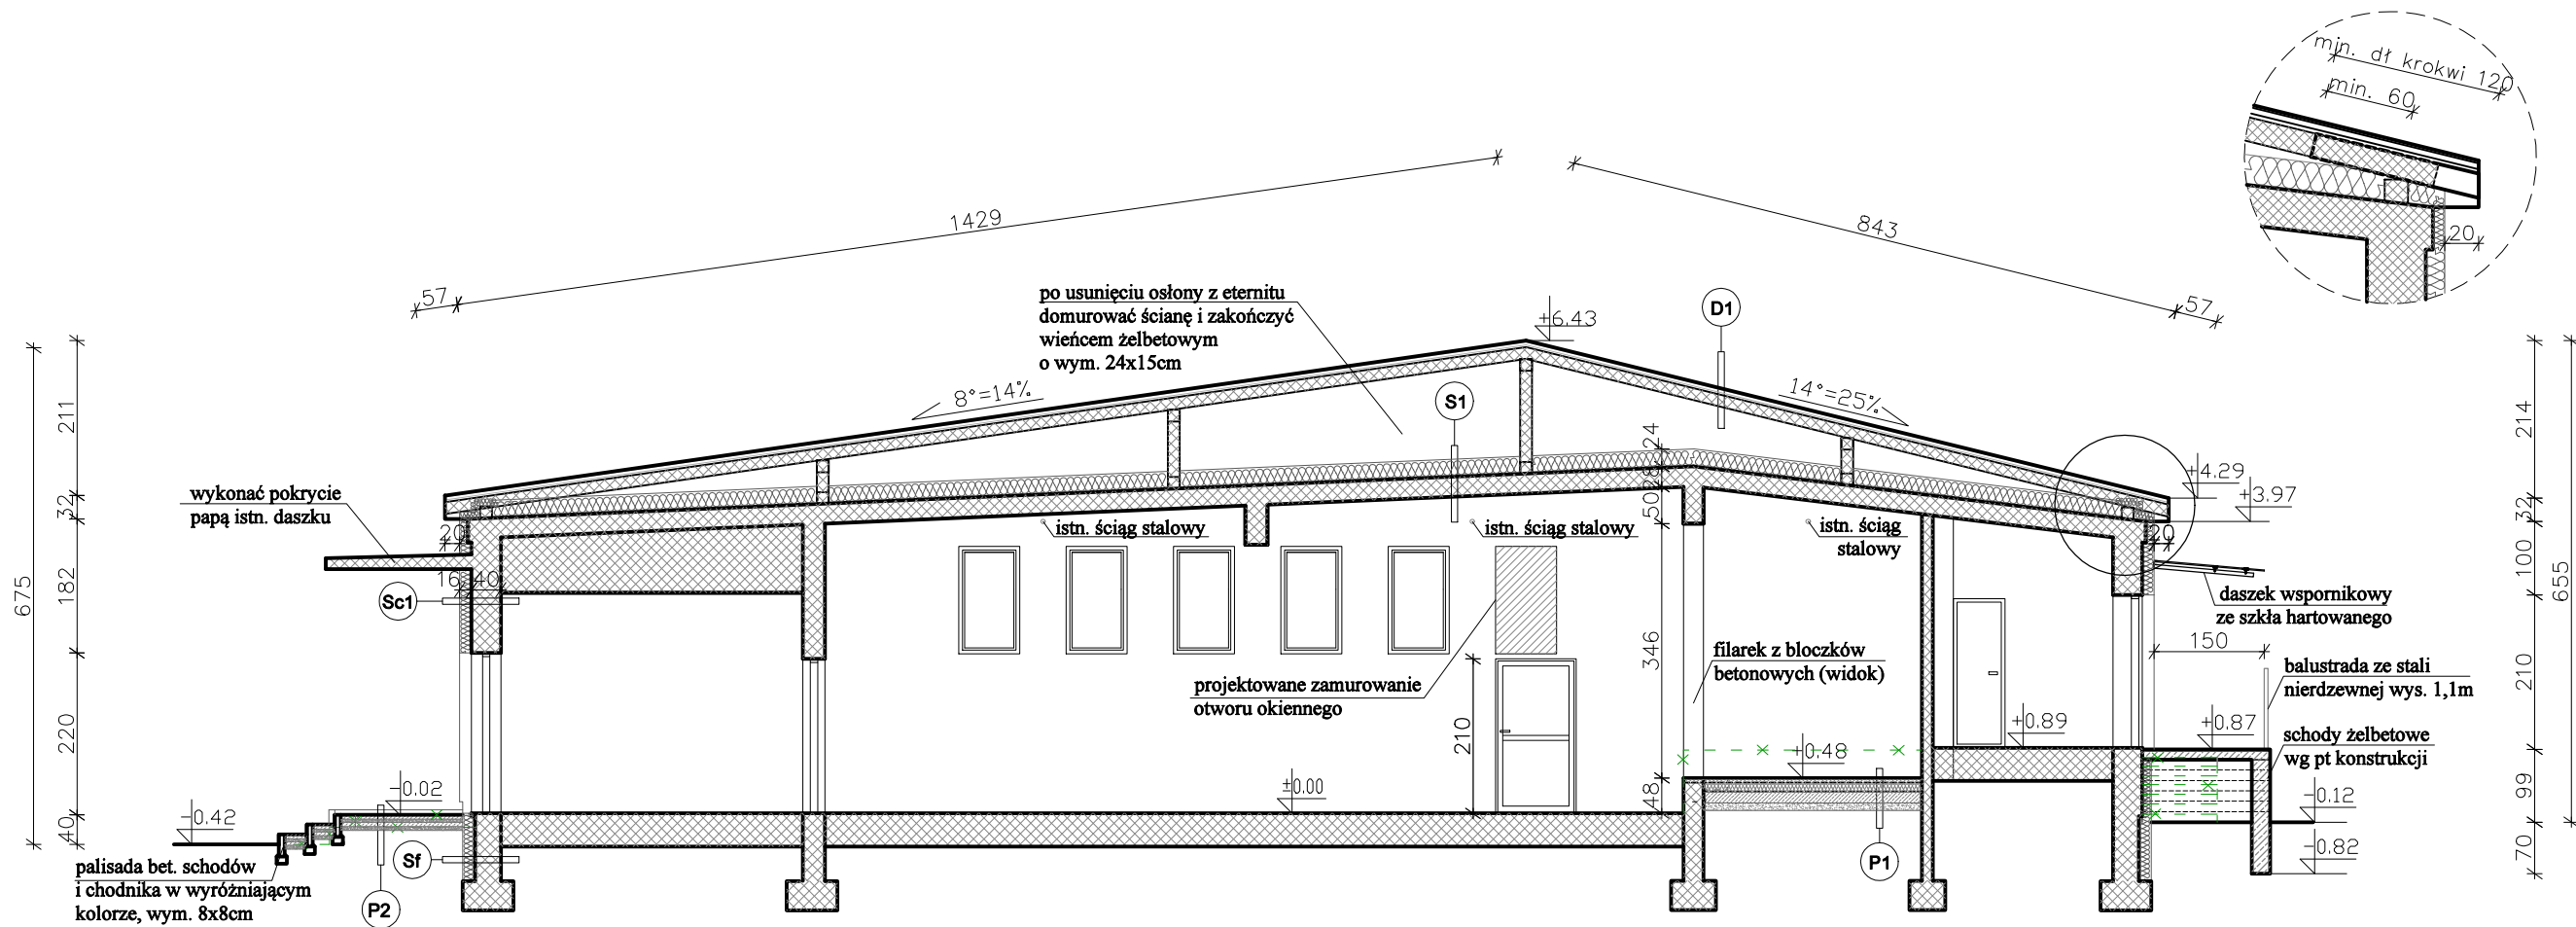 min. dł krokwi 120
min. 60
20
1429
843
57
57
po usunięciu osłony z eternitu
domurować ścianę i zakończyć
wieńcem żelbetowym
o wym. 24x15cm
+6.43
D1
8°=14%
14°=25%
S1
675
211
32
182
220
40
wykonać pokrycie
papą istn. daszku
20
16
40
Sc1
istn. ściąg stalowy
istn. ściąg stalowy
istn. ściąg
stalowy
24
28
50
346
48
+4.29
+3.97
20
214
32
100
210
99
70
655
daszek wspornikowy
ze szkła hartowanego
150
balustrada ze stali
nierdzewnej wys. 1,1m
schody żelbetowe
wg pt konstrukcji
filarek z bloczków
betonowych (widok)
projektowane zamurowanie
otworu okiennego
210
±0.00
+0.48
+0.89
+0.87
-0.12
-0.82
-0.02
-0.42
palisada bet. schodów
i chodnika w wyróżniającym
kolorze, wym. 8x8cm
P2
Sf
P1